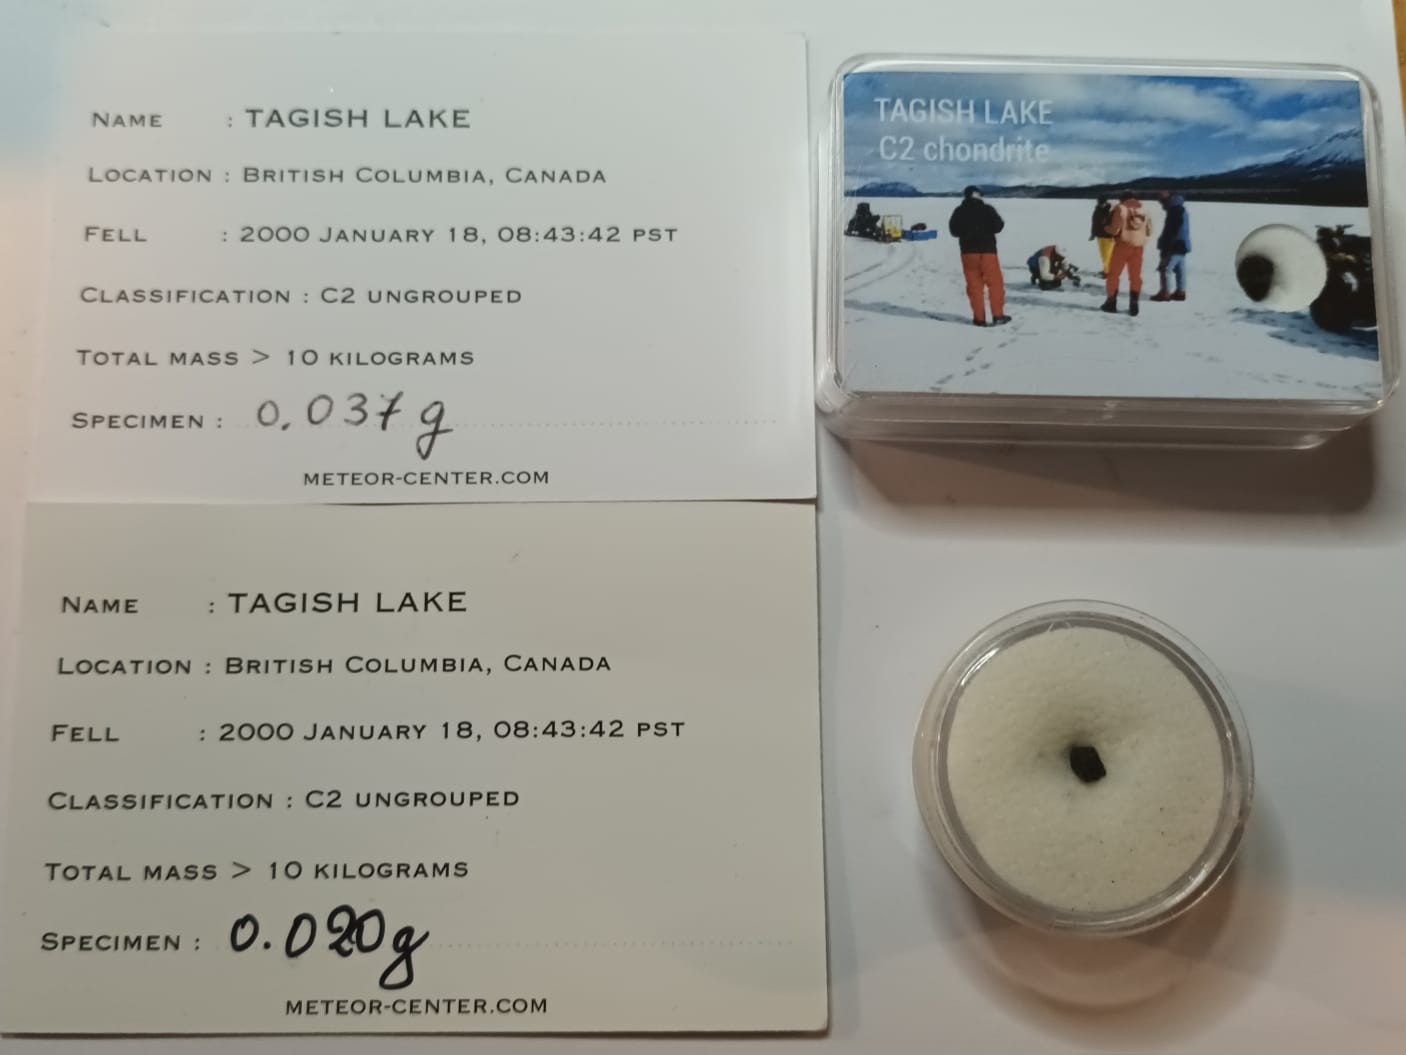 NAME : TAGISH LAKE
LOCATION : BRITISH COLUMBIA, CANADA
FELL : 2000 JANUARY 18, 08:43:42 PST
CLASSIFICATION : C2 UNGROUPED
TOTAL MASS > 10 KILOGRAMS
SPECIMEN : 0.037g
METEOR-CENTER.COM
TAGISH LAKE
C2 chondrite
NAME : TAGISH LAKE
LOCATION : BRITISH COLUMBIA, CANADA
FELL : 2000 JANUARY 18, 08:43:42 PST
CLASSIFICATION : C2 UNGROUPED
TOTAL MASS > 10 KILOGRAMS
SPECIMEN : 0.020g
METEOR-CENTER.COM